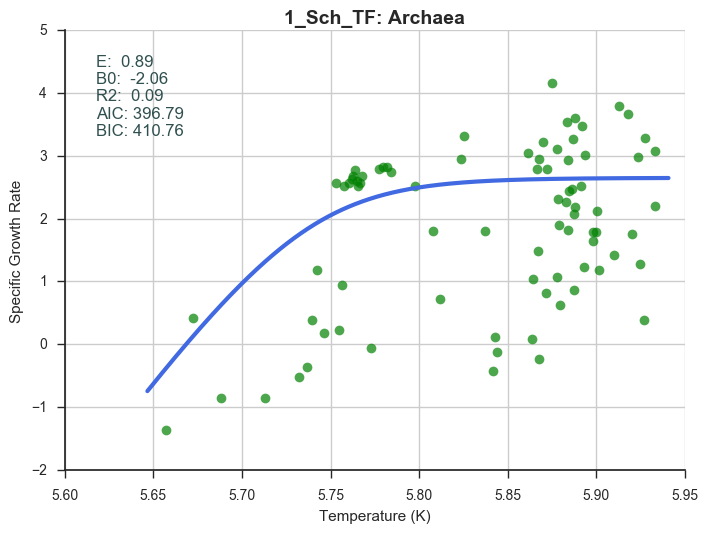 1_Sch_TF: Archaea
E:  0.89
B0:  -2.06
R2:  0.09
AIC: 396.79
BIC: 410.76
Specific Growth Rate
5
4
3
2
1
0
−1
−2
5.60 5.65 5.70 5.75 5.80 5.85 5.90 5.95
Temperature (K)